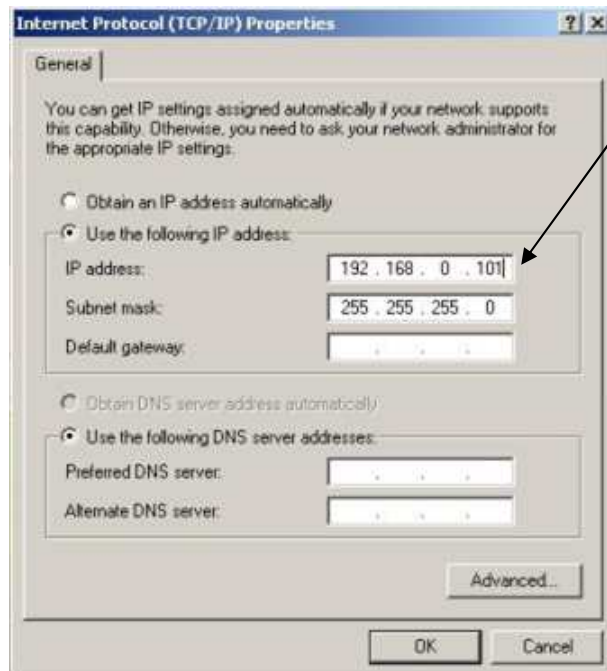 Internet Protocol (TCP/IP) Properties
General
You can get IP settings assigned automatically if your network supports
this capability. Otherwise, you need to ask your network administrator for
the appropriate IP settings.
Obtain an IP address automatically
Use the following IP address:
IP address: 192 . 168 . 0 . 101
Subnet mask: 255 . 255 . 255 . 0
Default gateway: . . .
Obtain DNS server address automatically
Use the following DNS server addresses:
Preferred DNS server: . . .
Alternate DNS server: . . .
Advanced...
OK Cancel